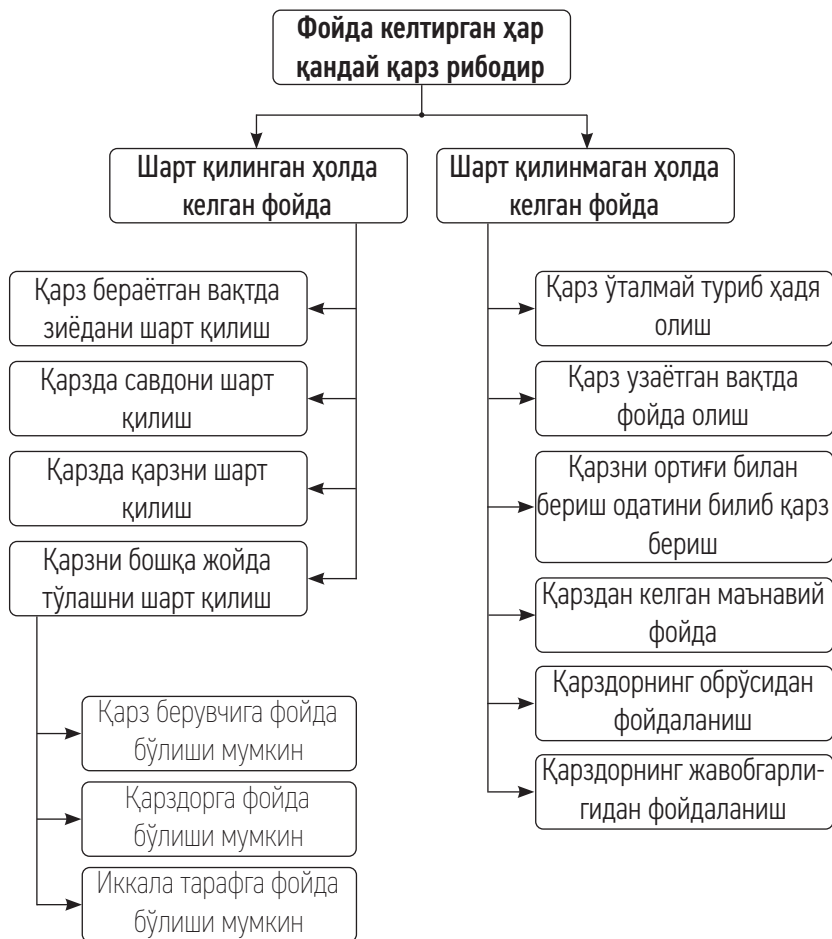 Фойда келтирган ҳар
қандай қарз рибодир
Шарт қилинган ҳолда
келган фойда
Қарз бераётган вақтда
зиёдани шарт қилиш
Қарзда савдони шарт
қилиш
Қарзда қарзни шарт
қилиш
Қарзни бошқа жойда
тўлашни шарт қилиш
Қарз берувчига фойда
бўлиши мумкин
Қарздорга фойда
бўлиши мумкин
Иккала тарафга фойда
бўлиши мумкин
Шарт қилинмаган ҳолда
келган фойда
Қарз ўталмай туриб ҳадя
олиш
Қарз узаётган вақтда
фойда олиш
Қарзни ортиғи билан
бериш одатини билиб қарз
бериш
Қарздан келган маънавий
фойда
Қарздорнинг обрўсидан
фойдаланиш
Қарздорнинг жавобгарли-
гидан фойдаланиш